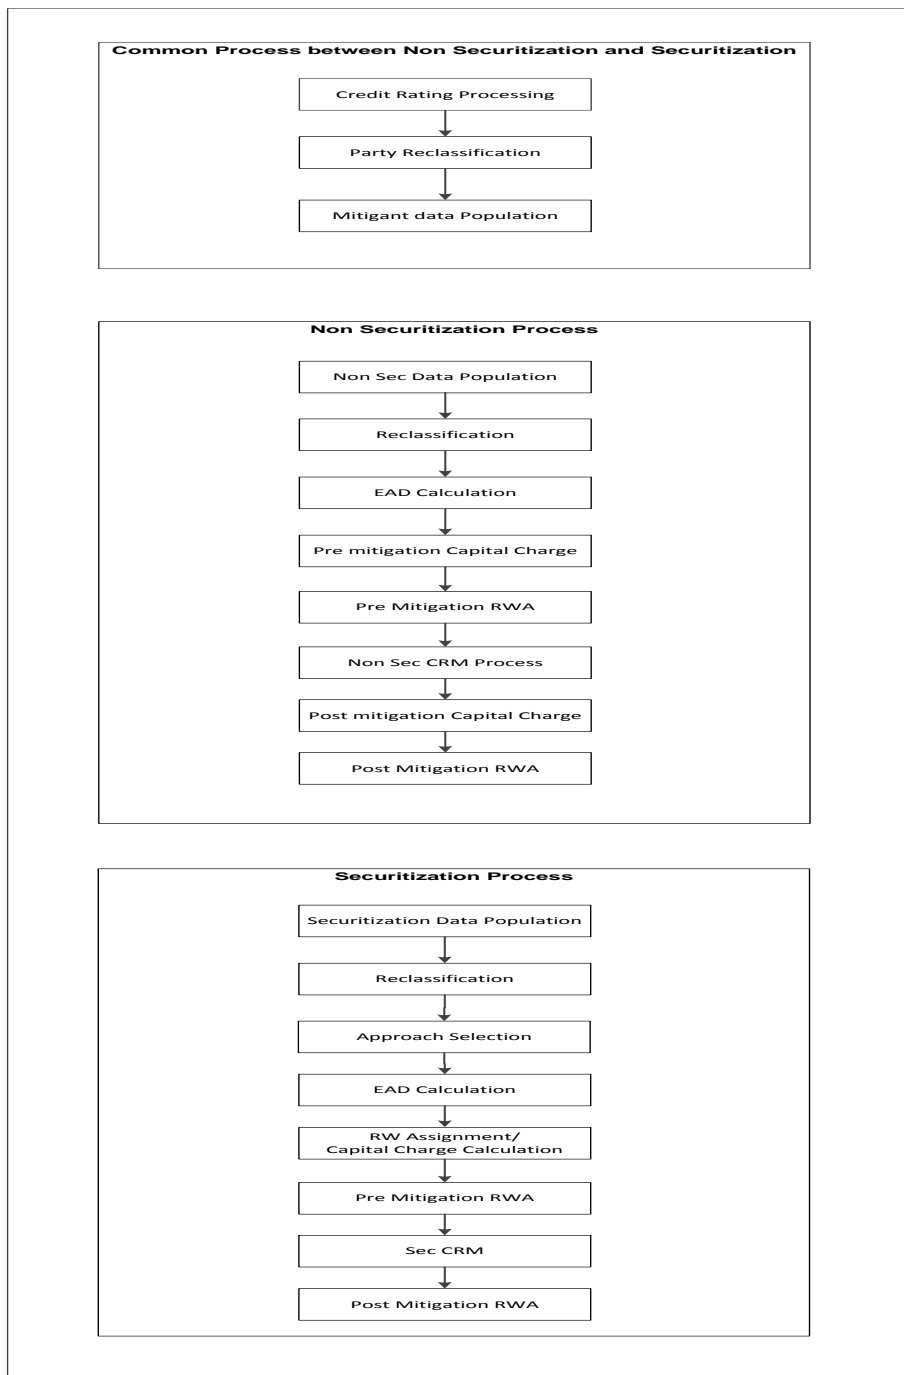 Common Process between Non Securitization and Securitization
Credit Rating Processing
Party Reclassification
Mitigant data Population
Non Securitization Process
Non Sec Data Population
Reclassification
EAD Calculation
Pre mitigation Capital Charge
Pre Mitigation RWA
Non Sec CRM Process
Post mitigation Capital Charge
Post Mitigation RWA
Securitization Process
Securitization Data Population
Reclassification
Approach Selection
EAD Calculation
RW Assignment/
Capital Charge Calculation
Pre Mitigation RWA
Sec CRM
Post Mitigation RWA